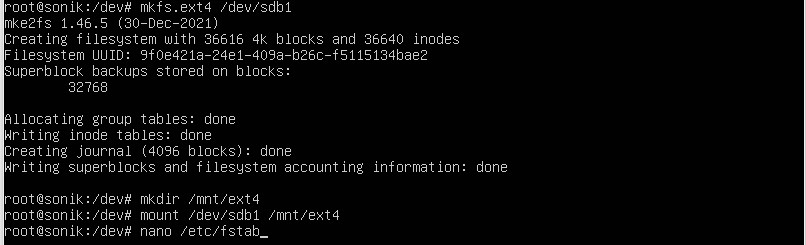 root@sonik:/dev# mkfs.ext4 /dev/sdb1
mke2fs 1.46.5 (30-Dec-2021)
Creating filesystem with 36616 4k blocks and 36640 inodes
Filesystem UUID: 9f0e421a-24e1-409a-b26c-f5115134bae2
Superblock backups stored on blocks:
        32768

Allocating group tables: done
Writing inode tables: done
Creating journal (4096 blocks): done
Writing superblocks and filesystem accounting information: done

root@sonik:/dev# mkdir /mnt/ext4
root@sonik:/dev# mount /dev/sdb1 /mnt/ext4
root@sonik:/dev# nano /etc/fstab_